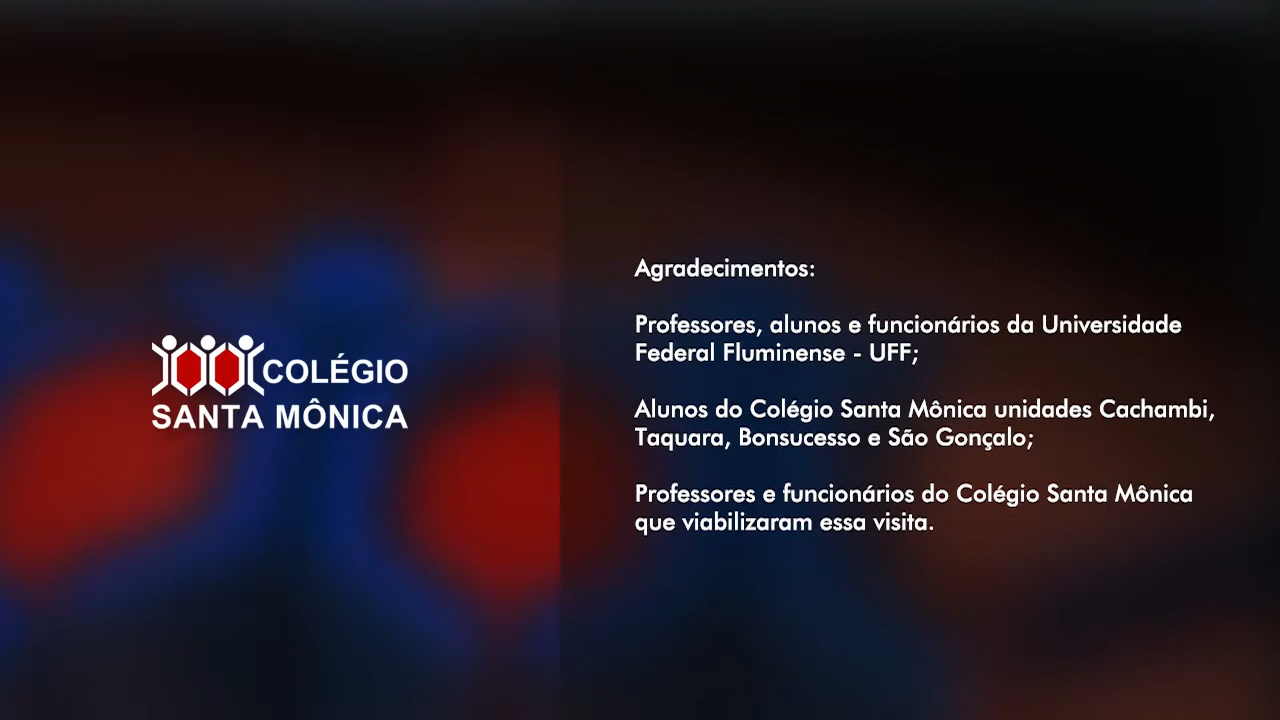 COLÉGIO
SANTA MÔNICA
Agradecimentos:
Professores, alunos e funcionários da Universidade
Federal Fluminense - UFF;
Alunos do Colégio Santa Mônica unidades Cachambi,
Taquara, Bonsucesso e São Gonçalo;
Professores e funcionários do Colégio Santa Mônica
que viabilizaram essa visita.